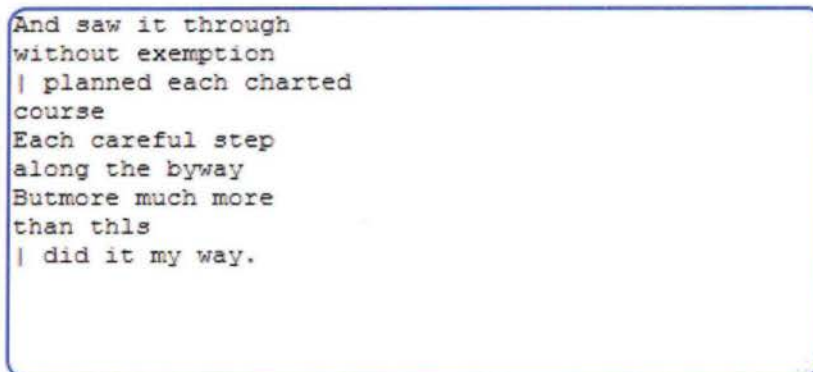 And saw it through
without exemption
| planned each charted
course
Each careful step
along the byway
Butmore much more
than thls
| did it my way.